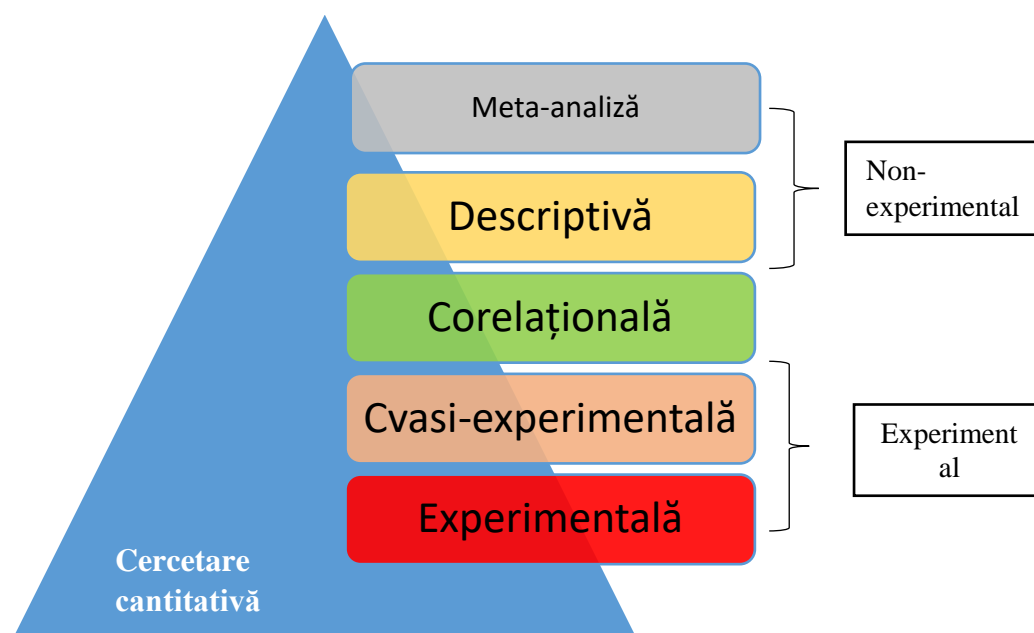 Meta-analiză
Descriptivă
Corelațională
Cvasi-experimentală
Experimentală
Non-
experimental
Experiment
al
Cercetare
cantitativă